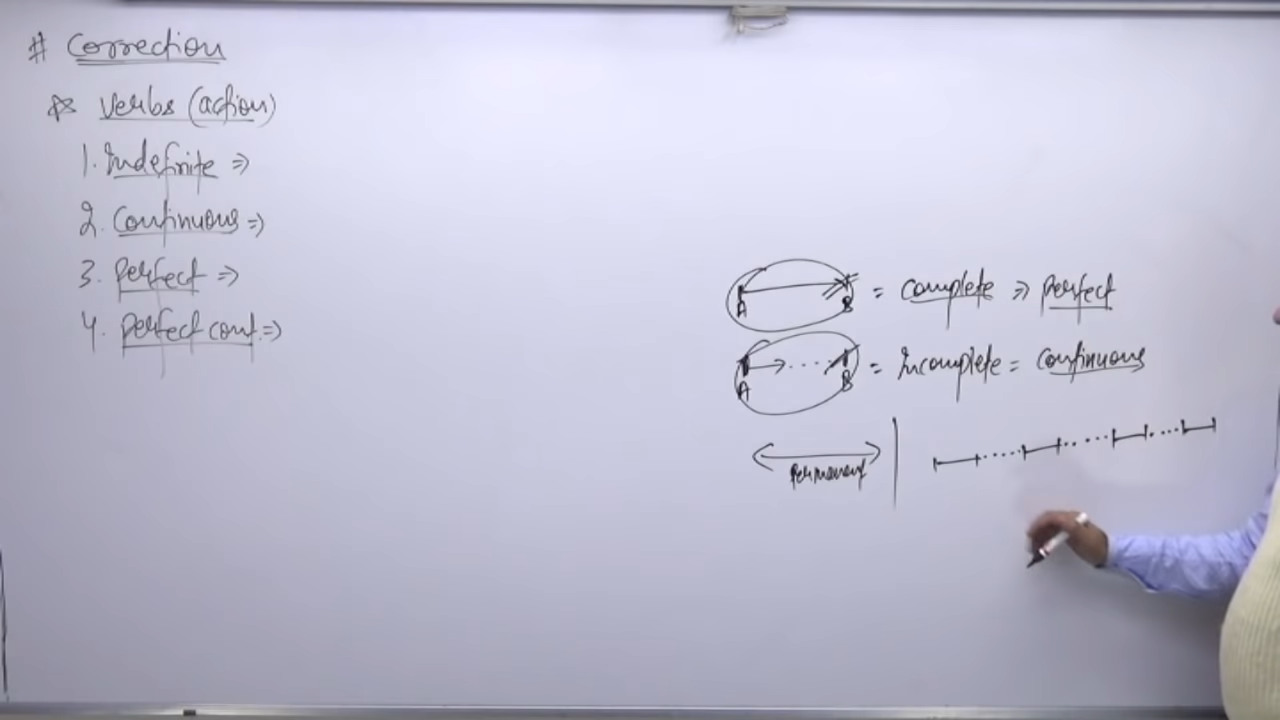 # Correction
☆ Verbs (action)
1. Indefinite ⇒
2. Continuous ⇒
3. Perfect ⇒
4. Perfect cont. ⇒
A B = Complete ⇒ Perfect
A B = Incomplete = Continuous
Permanent